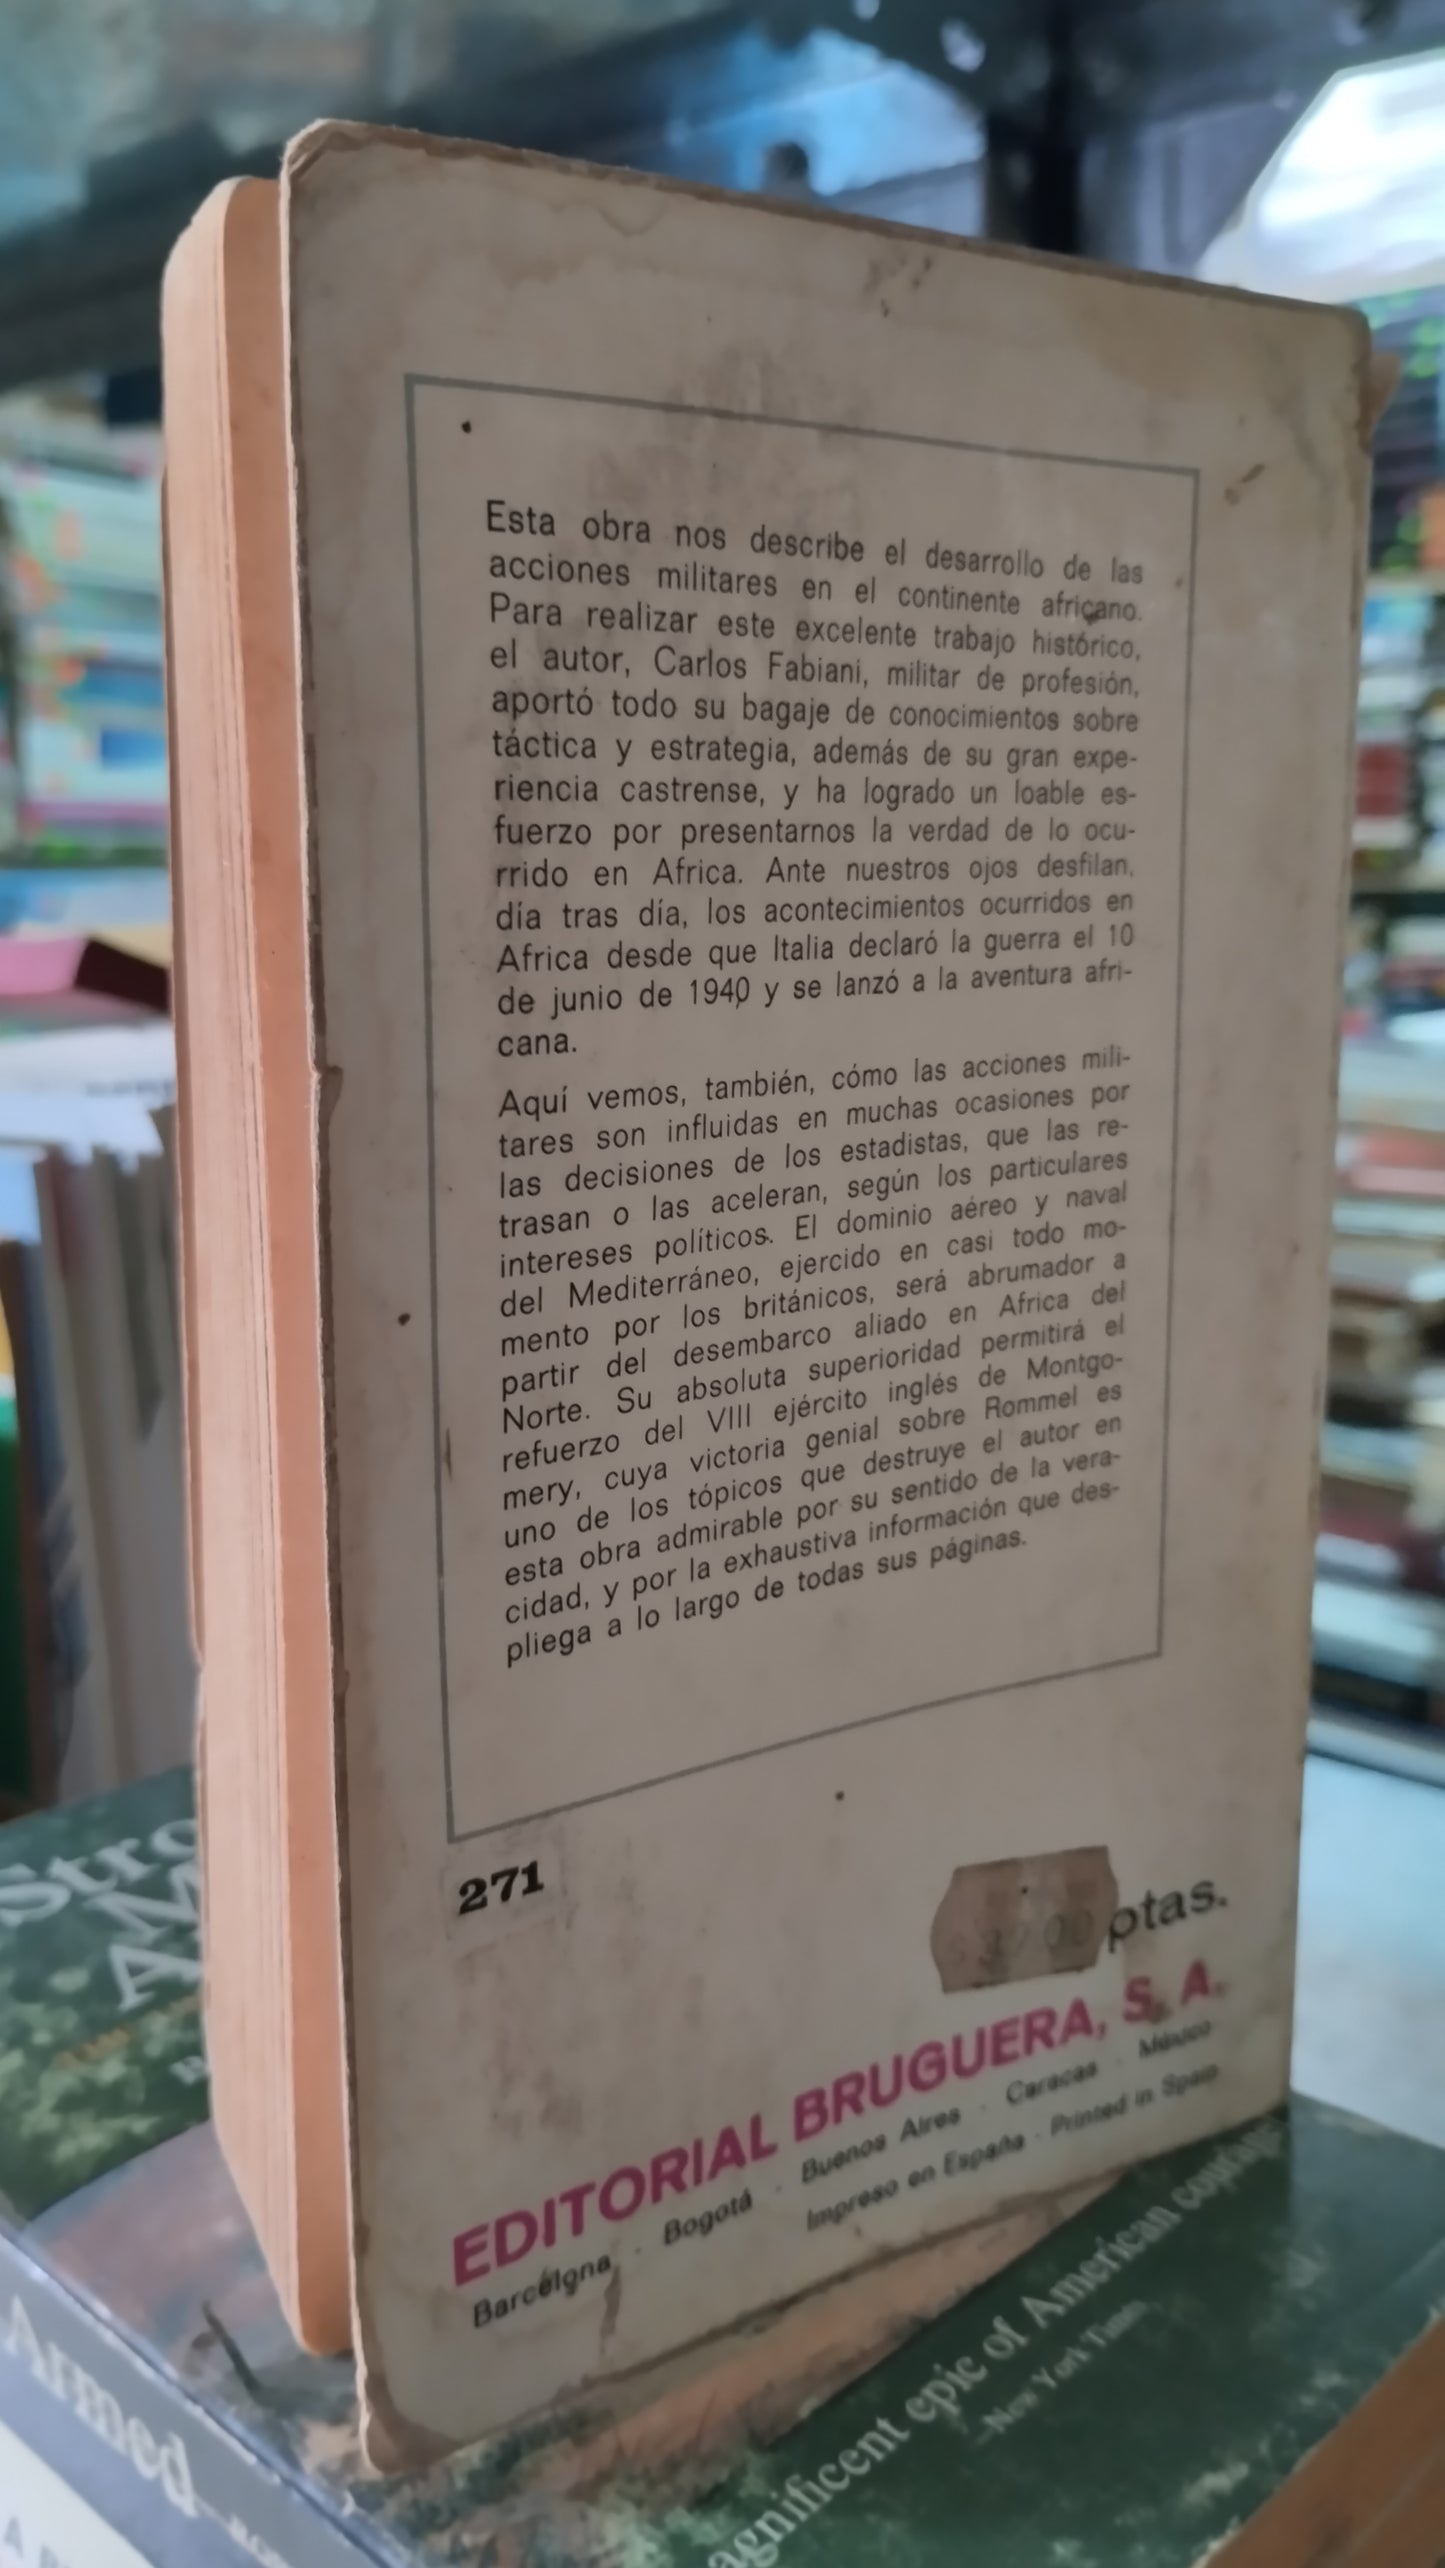 Esta obra nos describe el desarrollo de las
acciones militares en el continente africano.
Para realizar este excelente trabajo histórico,
el autor, Carlos Fabiani, militar de profesión,
aportó todo su bagaje de conocimientos sobre
táctica y estrategia, además de su gran expe-
riencia castrense, y ha logrado un loable es-
fuerzo por presentarnos la verdad de lo ocu-
rrido en Africa. Ante nuestros ojos desfilan,
día tras día, los acontecimientos ocurridos en
Africa desde que Italia declaró la guerra el 10
de junio de 1940 y se lanzó a la aventura afri-
cana.
Aquí vemos, también, cómo las acciones mili-
tares son influidas en muchas ocasiones por
las decisiones de los estadistas, que las re-
trasan o las aceleran, según los particulares
intereses políticos. El dominio aéreo y naval
del Mediterráneo, ejercido en casi todo mo-
mento por los británicos, será abrumador a
partir del desembarco aliado en Africa del
Norte. Su absoluta superioridad permitirá el
refuerzo del VIII ejército inglés de Montgo-
mery, cuya victoria genial sobre Rommel es
uno de los tópicos que destruye el autor en
esta obra admirable por su sentido de la vera-
cidad, y por la exhaustiva información que des-
pliega a lo largo de todas sus páginas.
271
ptas.
EDITORIAL BRUGUERA, S. A.
Barcelona · Bogotá · Buenos Aires · Caracas · México
Impreso en España · Printed in Spain
Armed
agnificent epic of American courage
—New York Times